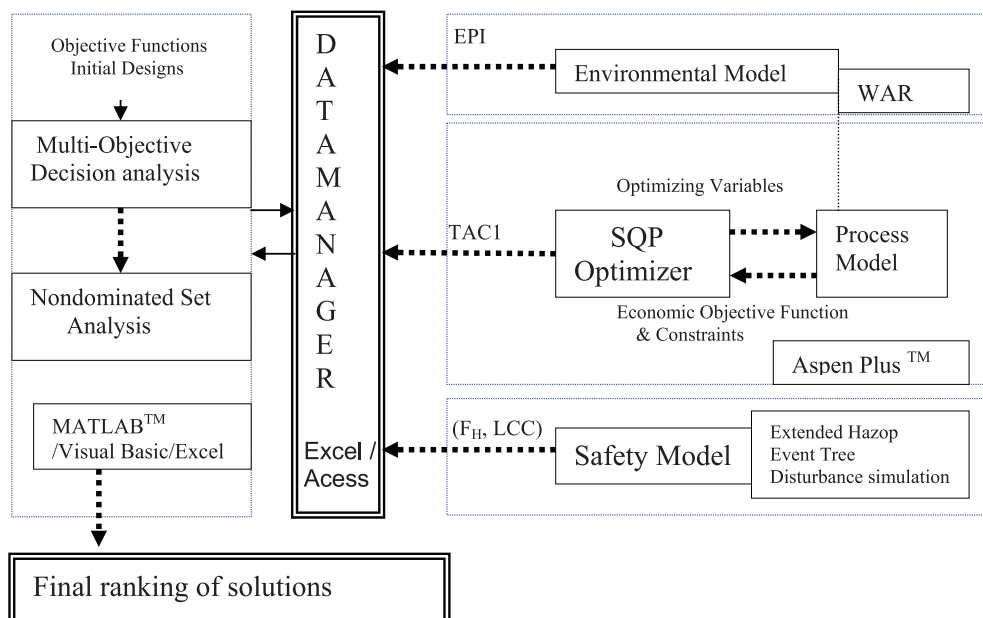 Objective Functions
Initial Designs
Multi-Objective
Decision analysis
Nondominated Set
Analysis
MATLAB™
/Visual Basic/Excel
Final ranking of solutions
D
A
T
A
M
A
N
A
G
E
R
Excel /
Acess
EPI
Environmental Model
WAR
Optimizing Variables
TAC1
SQP
Optimizer
Process
Model
Economic Objective Function
& Constraints
Aspen Plus ™
(F_H, LCC)
Safety Model
Extended Hazop
Event Tree
Disturbance simulation